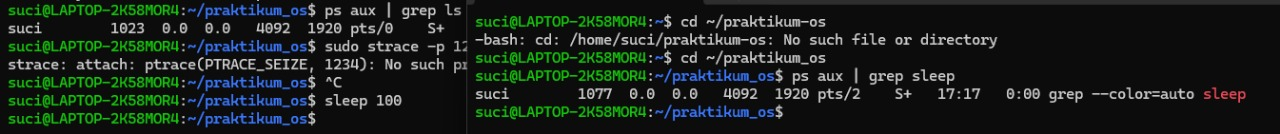 suci@LAPTOP-2K58MOR4:~/praktikum_os$ ps aux | grep ls
suci 1023 0.0 0.0 4092 1920 pts/0 S+
suci@LAPTOP-2K58MOR4:~/praktikum_os$ sudo strace -p 12
strace: attach: ptrace(PTRACE_SEIZE, 1234): No such pr
suci@LAPTOP-2K58MOR4:~/praktikum_os$ ^C
suci@LAPTOP-2K58MOR4:~/praktikum_os$ sleep 100
suci@LAPTOP-2K58MOR4:~/praktikum_os$
suci@LAPTOP-2K58MOR4:~$ cd ~/praktikum-os
-bash: cd: /home/suci/praktikum-os: No such file or directory
suci@LAPTOP-2K58MOR4:~$ cd ~/praktikum_os
suci@LAPTOP-2K58MOR4:~/praktikum_os$ ps aux | grep sleep
suci 1077 0.0 0.0 4092 1920 pts/2 S+ 17:17 0:00 grep --color=auto sleep
suci@LAPTOP-2K58MOR4:~/praktikum_os$